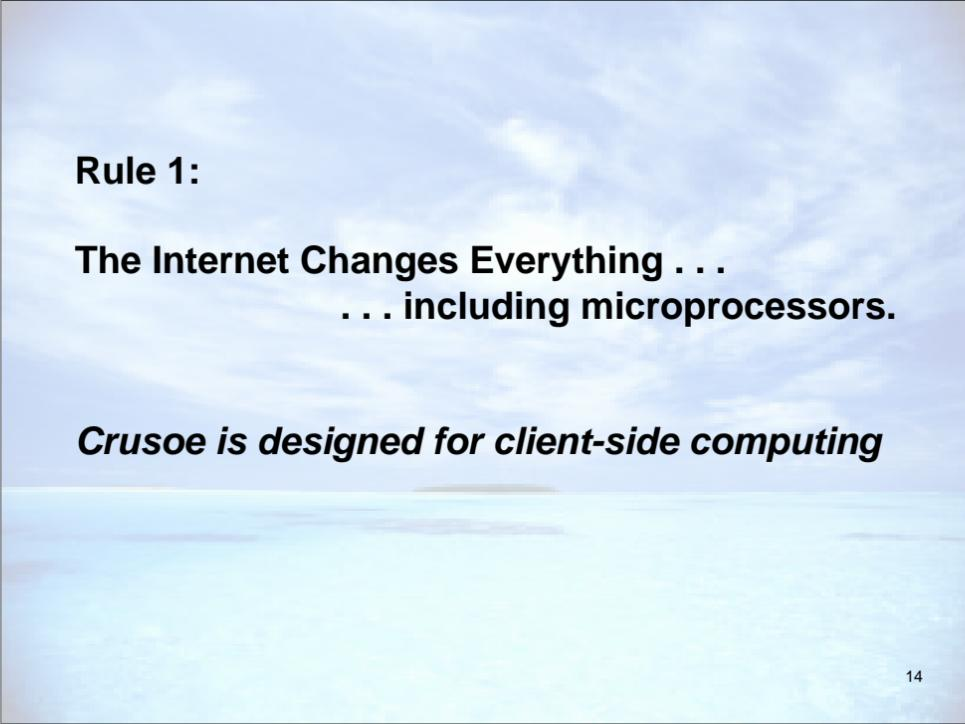 Rule 1:
The Internet Changes Everything . . .
. . . including microprocessors.
Crusoe is designed for client-side computing
14